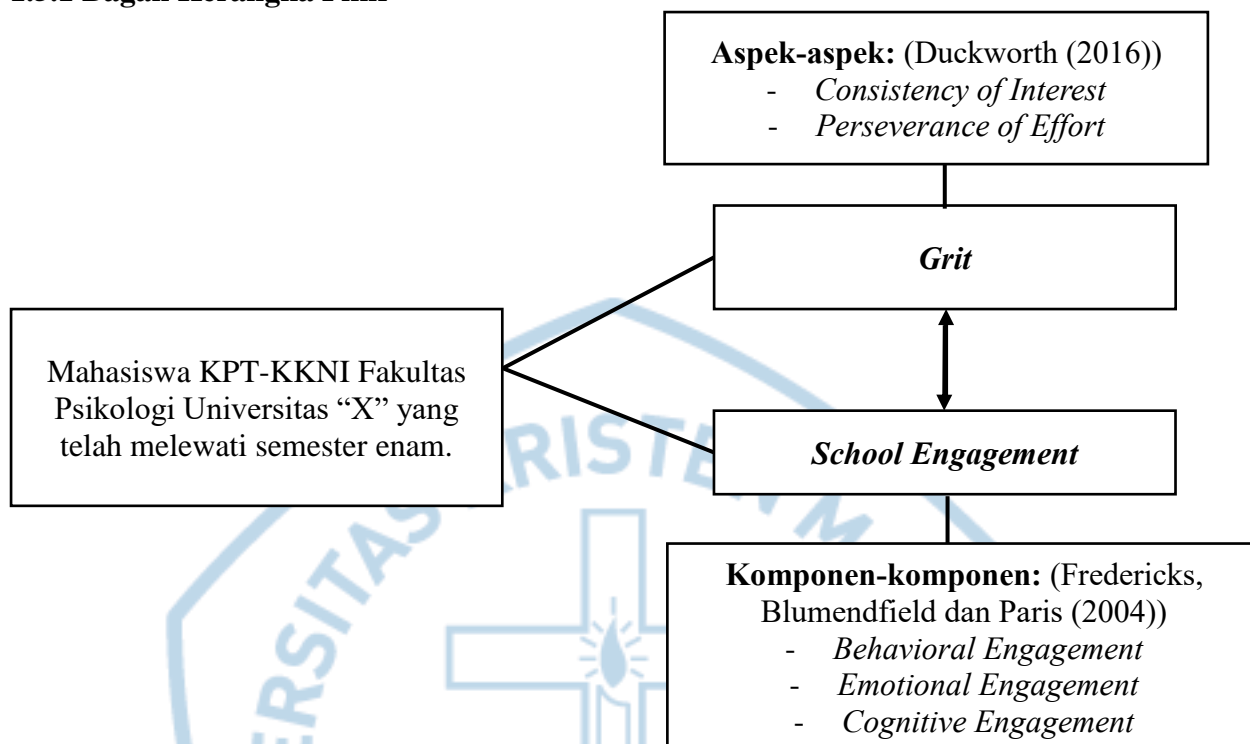 Aspek-aspek: (Duckworth (2016))
- Consistency of Interest
- Perseverance of Effort
Grit
Mahasiswa KPT-KKNI Fakultas
Psikologi Universitas “X” yang
telah melewati semester enam.
School Engagement
Komponen-komponen: (Fredericks,
Blumendfield dan Paris (2004))
- Behavioral Engagement
- Emotional Engagement
- Cognitive Engagement